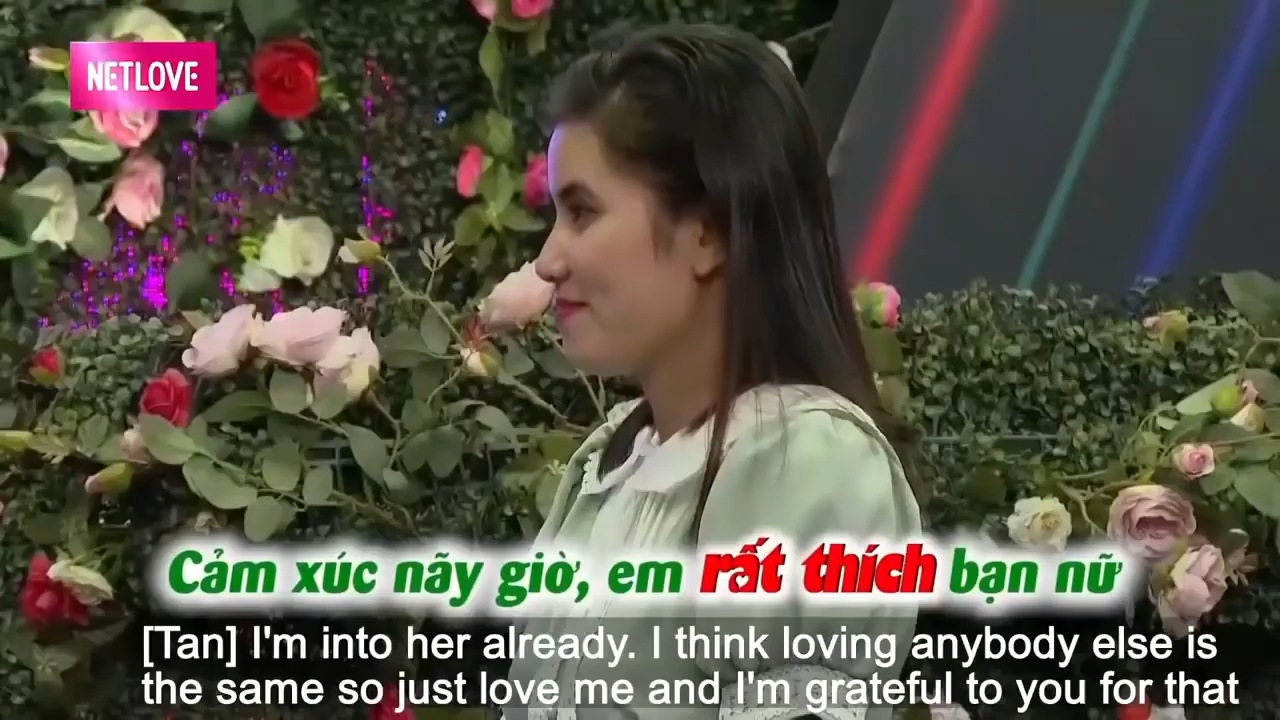 NETLOVE
Cảm xúc nãy giờ, em rất thích bạn nữ
[Tan] I'm into her already. I think loving anybody else is
the same so just love me and I'm grateful to you for that